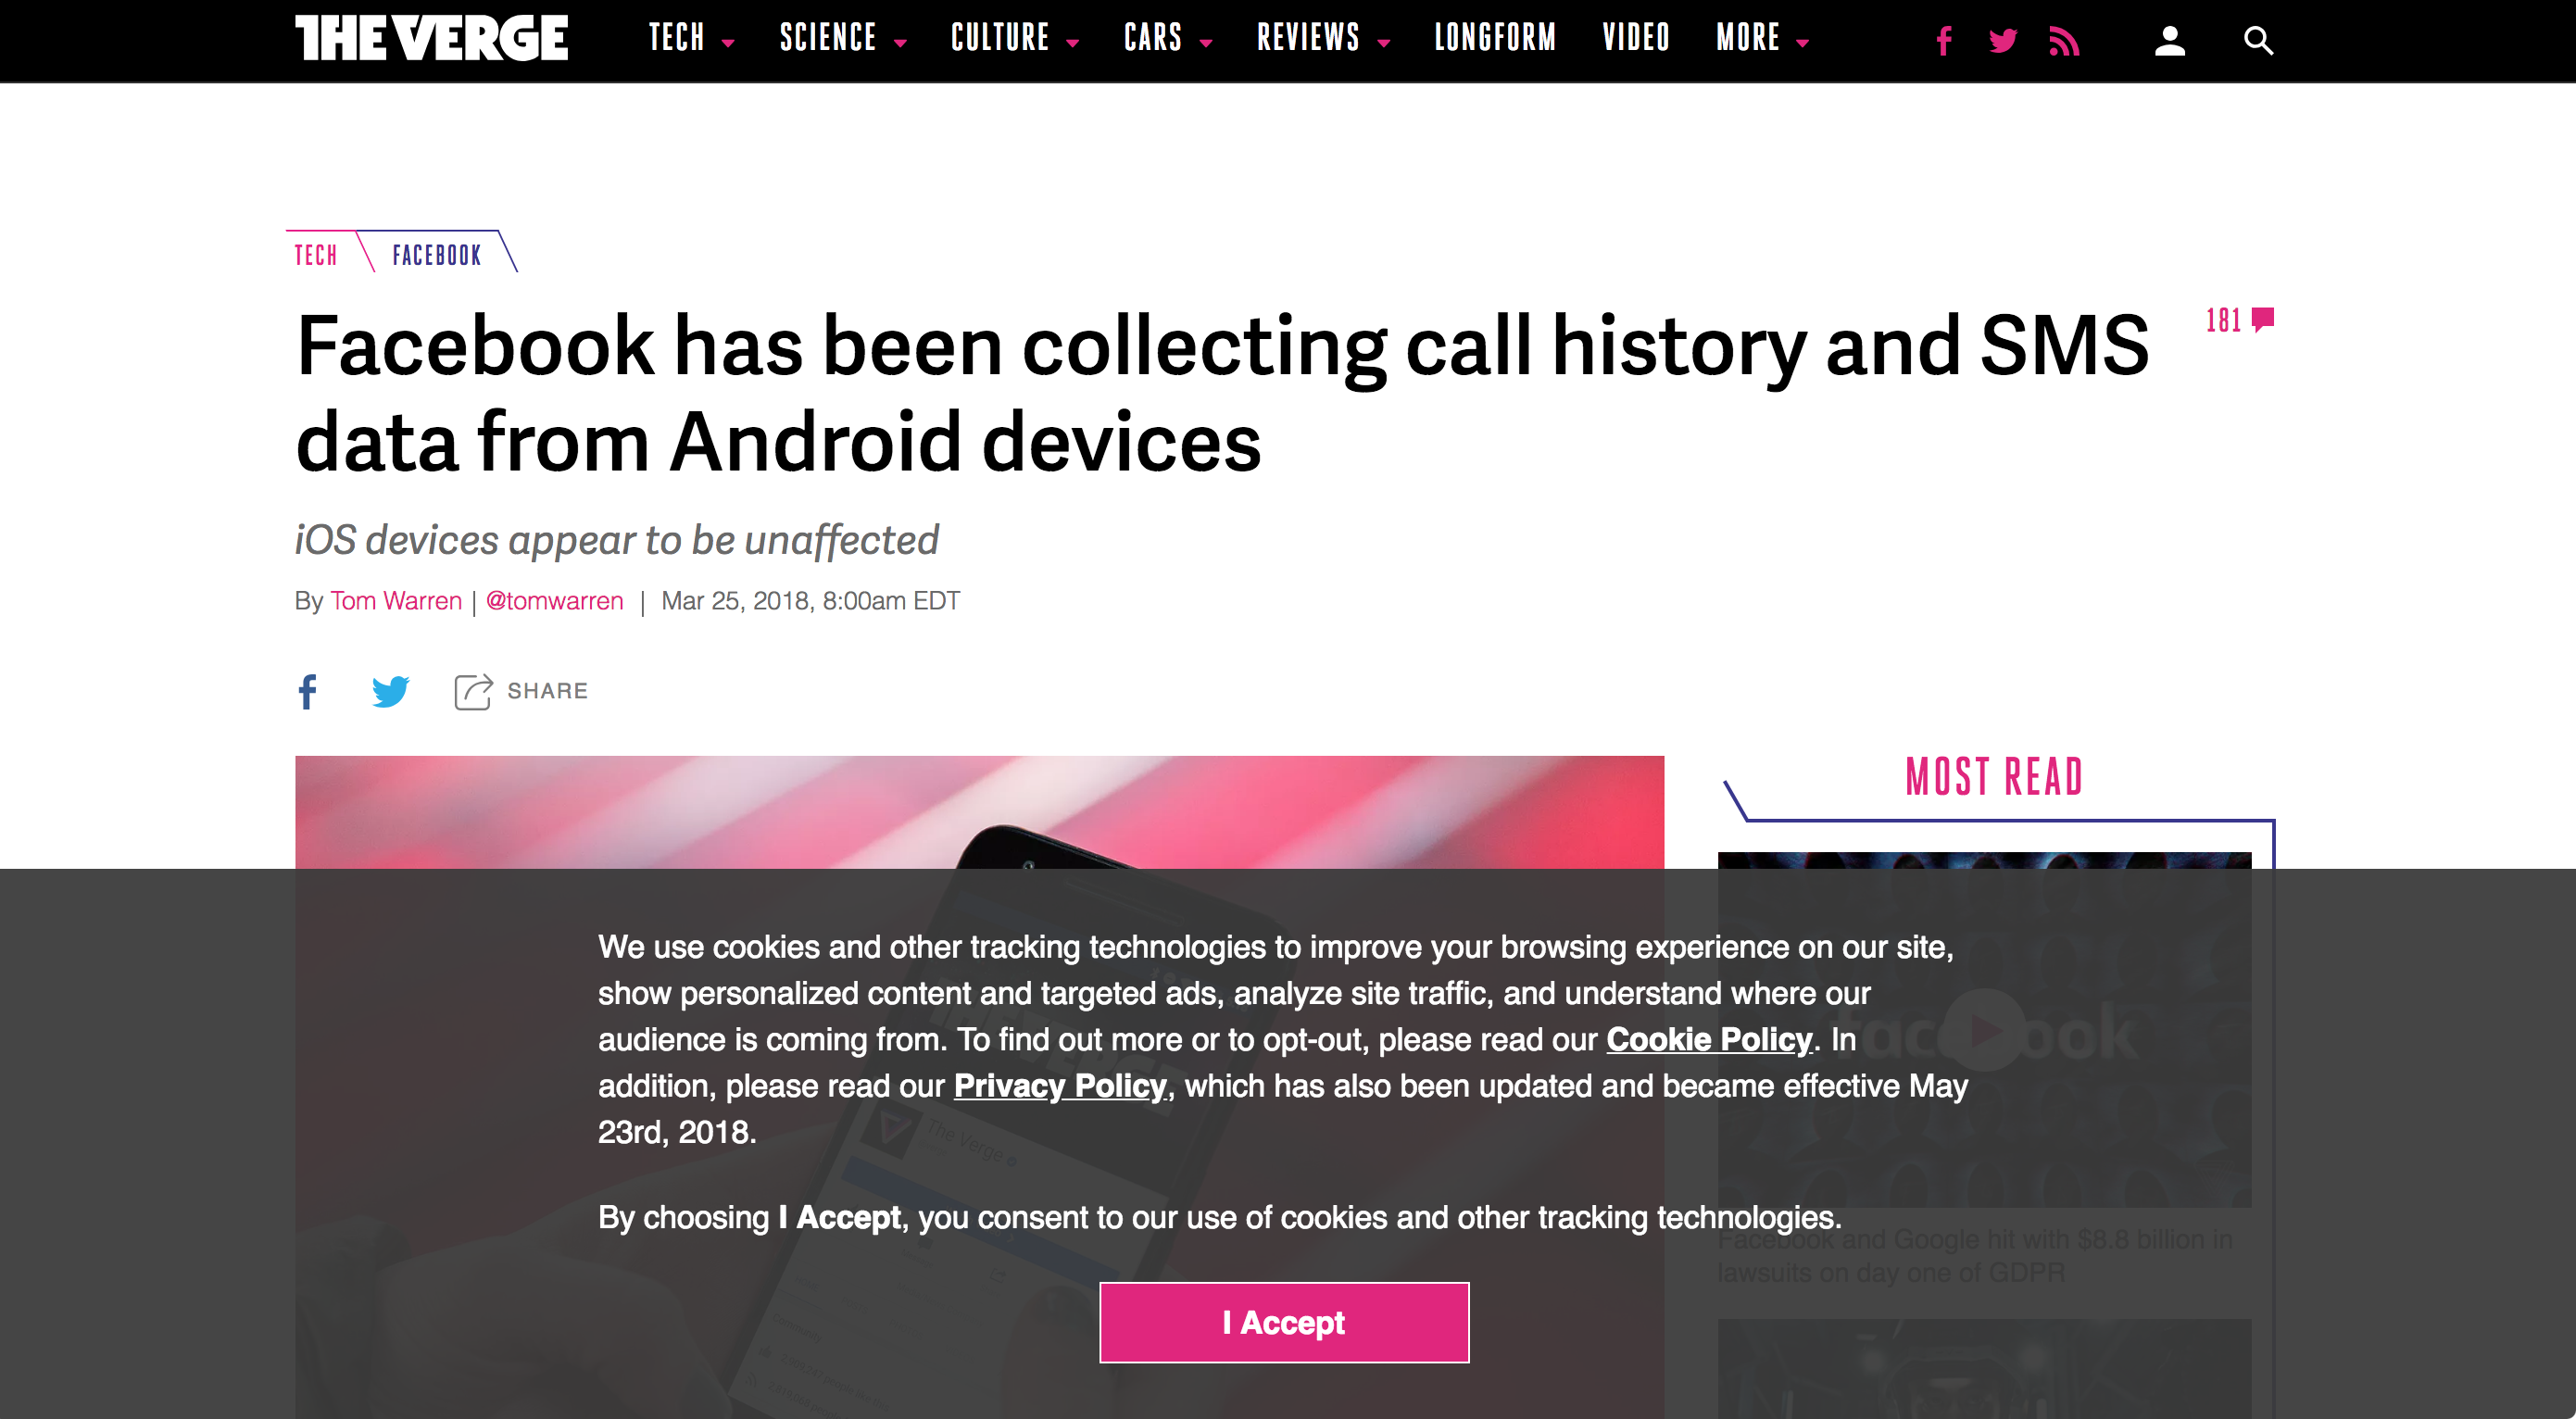 THE VERGE
TECH SCIENCE CULTURE CARS REVIEWS LONGFORM VIDEO MORE
TECH FACEBOOK
Facebook has been collecting call history and SMS
data from Android devices
181
iOS devices appear to be unaffected
By Tom Warren | @tomwarren | Mar 25, 2018, 8:00am EDT
SHARE
MOST READ
We use cookies and other tracking technologies to improve your browsing experience on our site,
show personalized content and targeted ads, analyze site traffic, and understand where our
audience is coming from. To find out more or to opt-out, please read our Cookie Policy. In
addition, please read our Privacy Policy, which has also been updated and became effective May
23rd, 2018.
By choosing I Accept, you consent to our use of cookies and other tracking technologies.
I Accept
THE VERGE
The Verge
facebook
Facebook and Google hit with $8.8 billion in
lawsuits on day one of GDPR